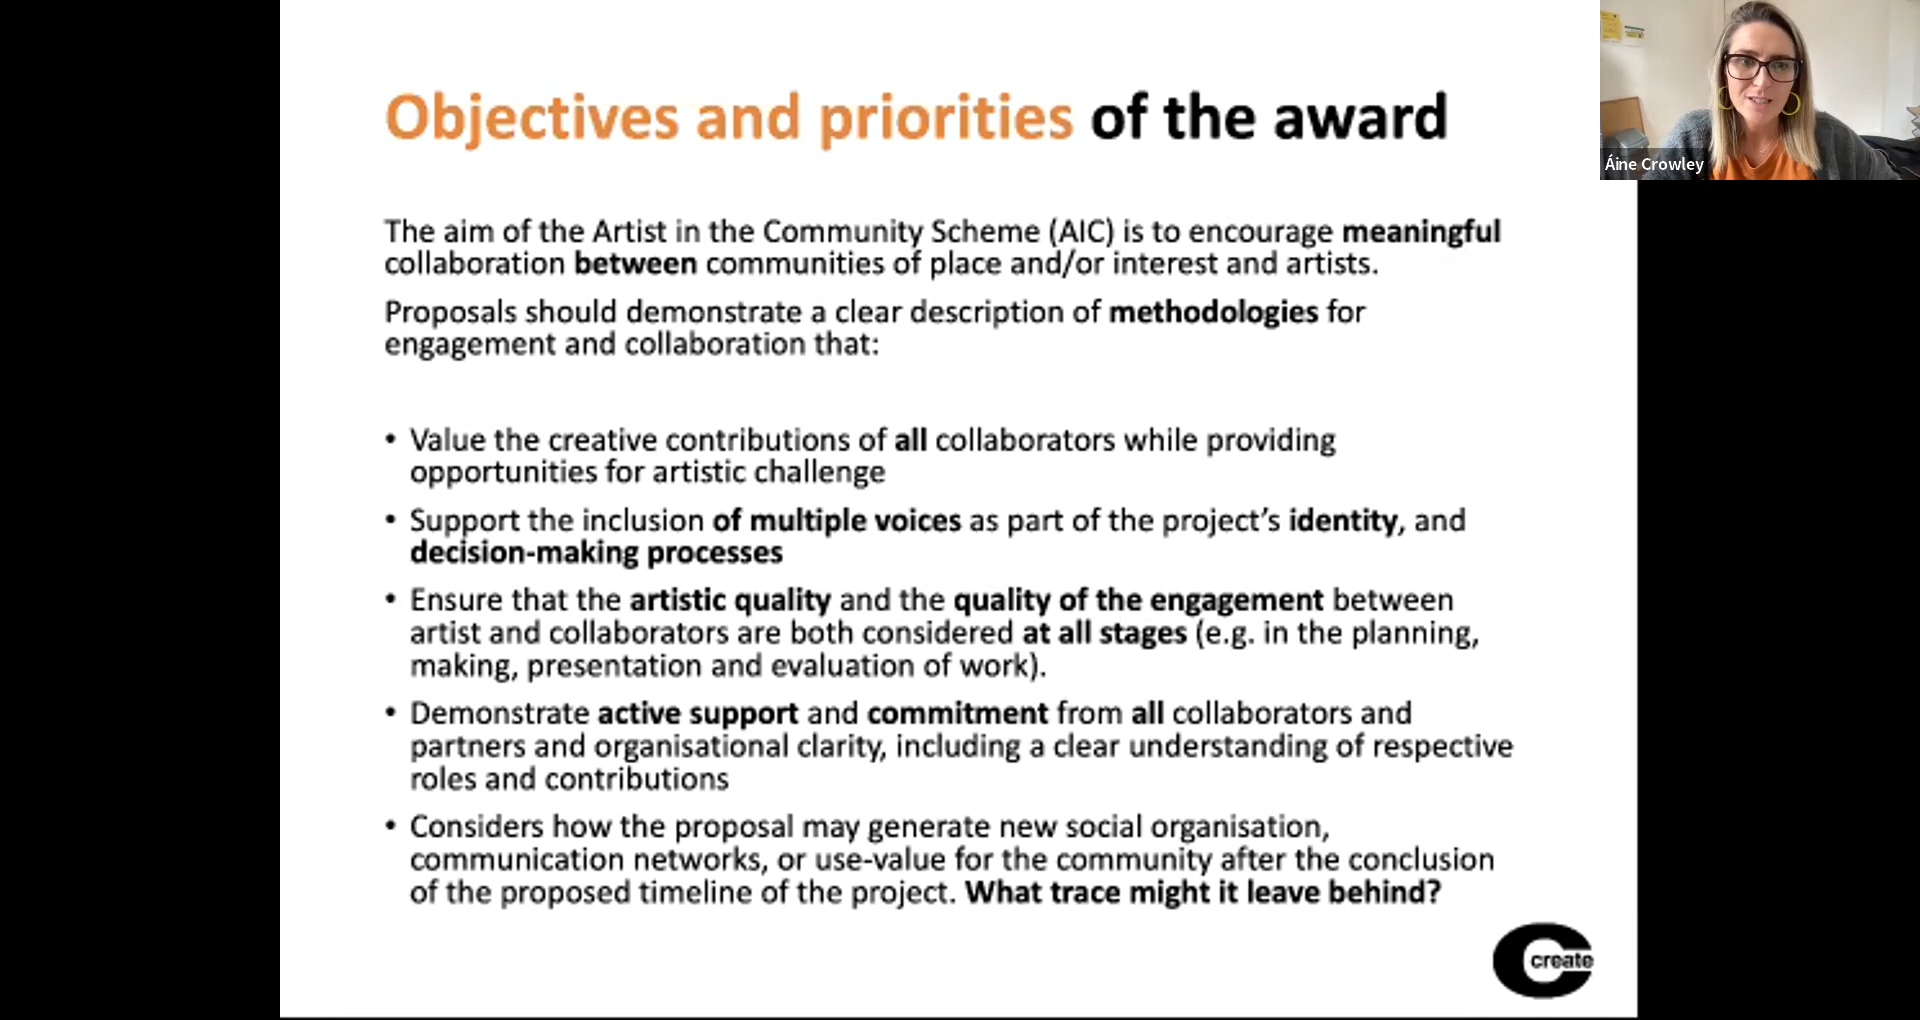 Objectives and priorities of the award
Áine Crowley
The aim of the Artist in the Community Scheme (AIC) is to encourage meaningful
collaboration between communities of place and/or interest and artists.
Proposals should demonstrate a clear description of methodologies for
engagement and collaboration that:
• Value the creative contributions of all collaborators while providing
opportunities for artistic challenge
• Support the inclusion of multiple voices as part of the project’s identity, and
decision-making processes
• Ensure that the artistic quality and the quality of the engagement between
artist and collaborators are both considered at all stages (e.g. in the planning,
making, presentation and evaluation of work).
• Demonstrate active support and commitment from all collaborators and
partners and organisational clarity, including a clear understanding of respective
roles and contributions
• Considers how the proposal may generate new social organisation,
communication networks, or use-value for the community after the conclusion
of the proposed timeline of the project. What trace might it leave behind?
create